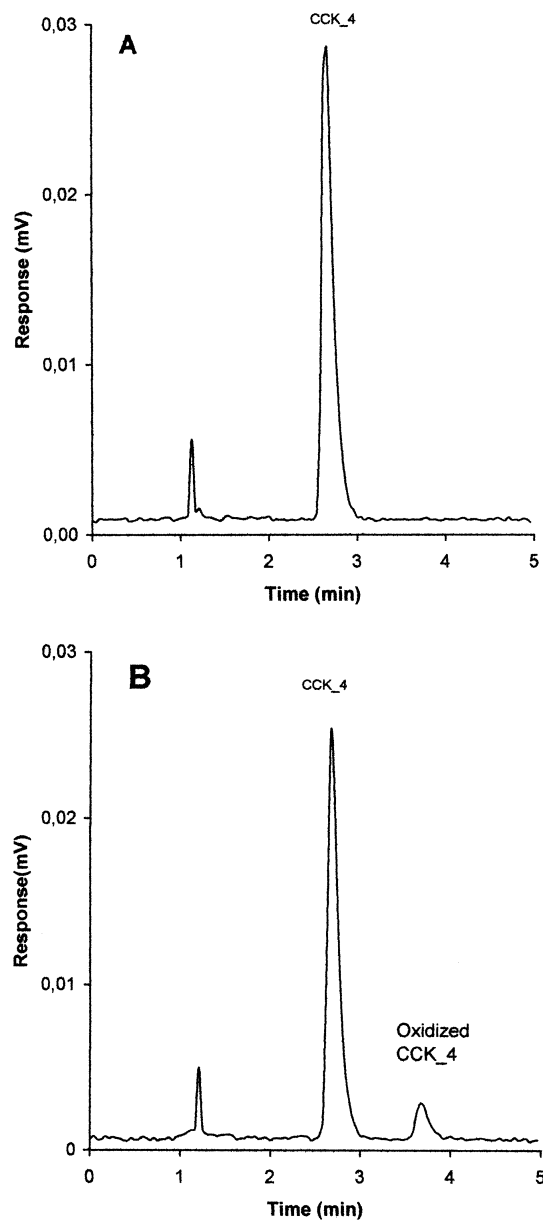 A
CCK_4
0,03
0,02
0,01
0,00
Response (mV)
0 1 2 3 4 5
Time (min)
B
CCK_4
0,03
0,02
0,01
0
Response(mV)
Oxidized
CCK_4
0 1 2 3 4 5
Time (min)